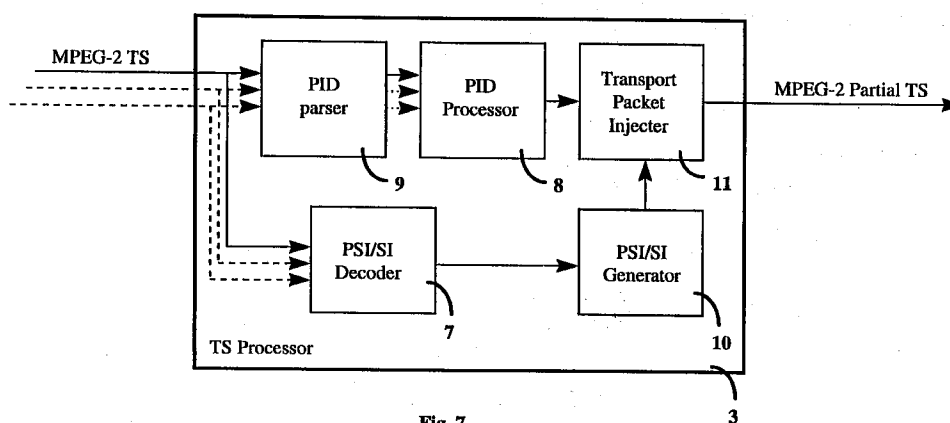 MPEG-2 TS
PID
parser
9
PID
Processor
8
Transport
Packet
Injecter
11
MPEG-2 Partial TS
PSI/SI
Decoder
7
PSI/SI
Generator
10
TS Processor
3
Fig. 7